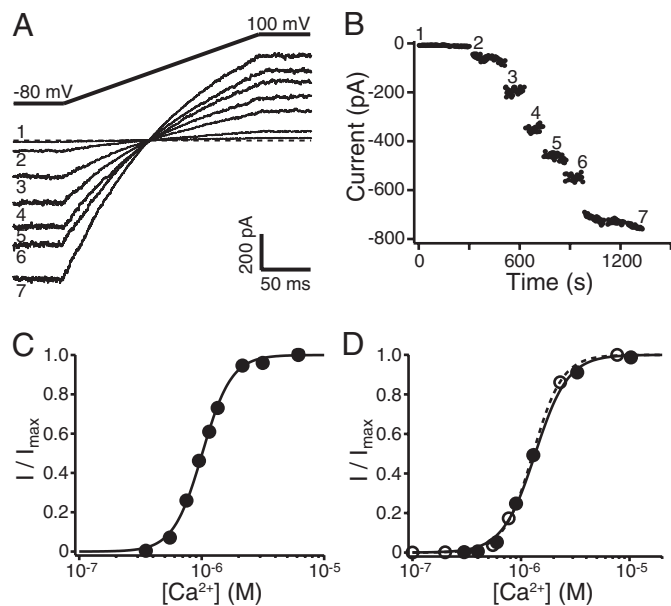 A
100 mV
-80 mV
1
2
3
4
5
6
7
200 pA
50 ms
B
Current (pA)
0
-200
-400
-600
-800
1
2
3
4
5
6
7
0
600
1200
Time (s)
C
I / Imax
1.0
0.8
0.6
0.4
0.2
0
10⁻⁷
10⁻⁶
10⁻⁵
[Ca²⁺] (M)
D
I / Imax
1.0
0.8
0.6
0.4
0.2
0
10⁻⁷
10⁻⁶
10⁻⁵
[Ca²⁺] (M)